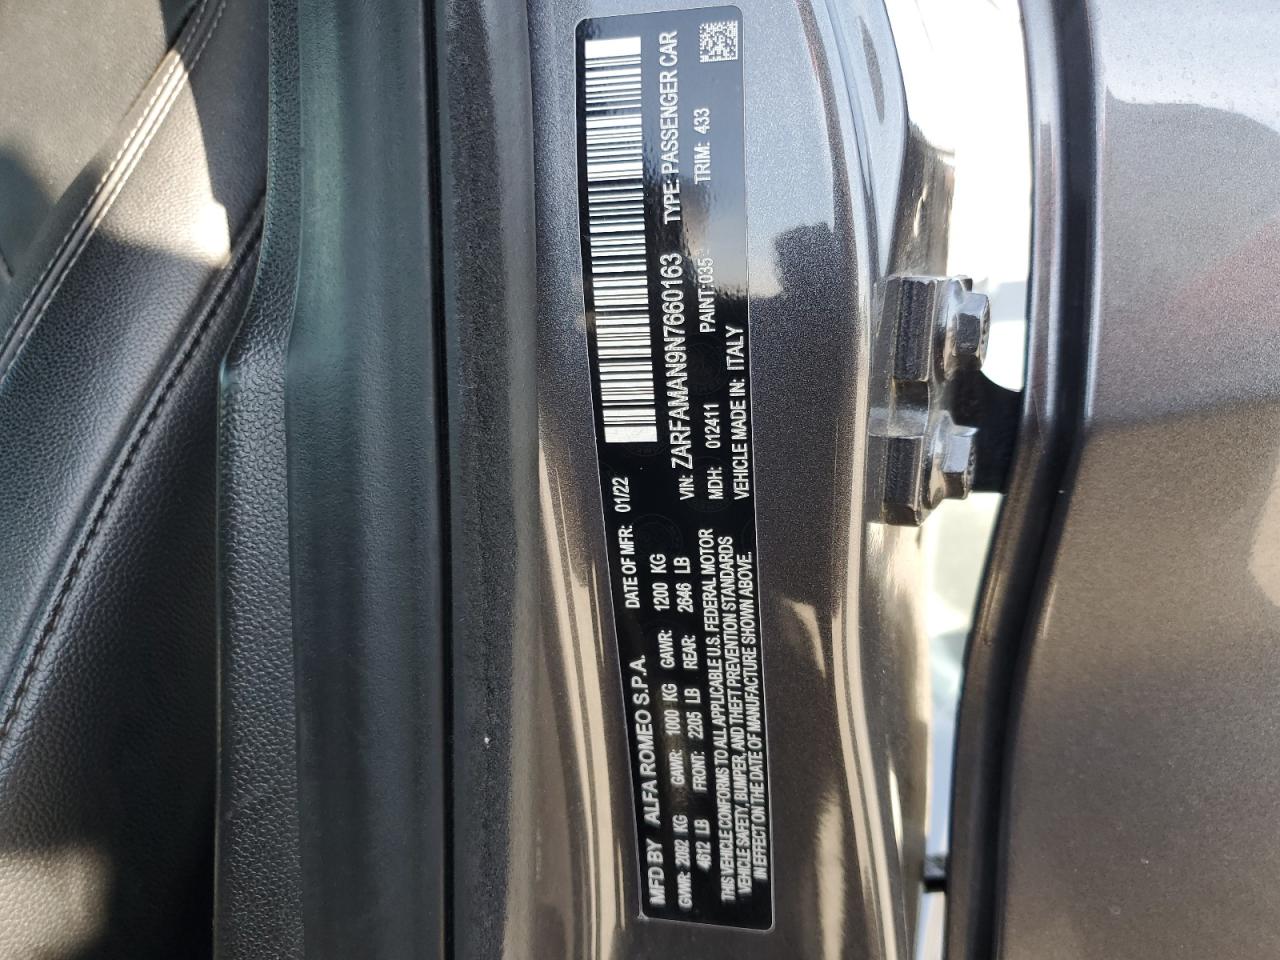 MFD BY ALFA ROMEO S.P.A. DATE OF MFR: 01/22
GVWR: 2092 KG GAWR: 1000 KG GAWR: 1200 KG
4612 LB FRONT: 2205 LB REAR: 2646 LB
THIS VEHICLE CONFORMS TO ALL APPLICABLE U.S. FEDERAL MOTOR
VEHICLE SAFETY, BUMPER, AND THEFT PREVENTION STANDARDS
IN EFFECT ON THE DATE OF MANUFACTURE SHOWN ABOVE.
VIN: ZARFAMAN9N7660163 TYPE: PASSENGER CAR
MDH: 012411 PAINT:035 TRIM: 433
VEHICLE MADE IN: ITALY